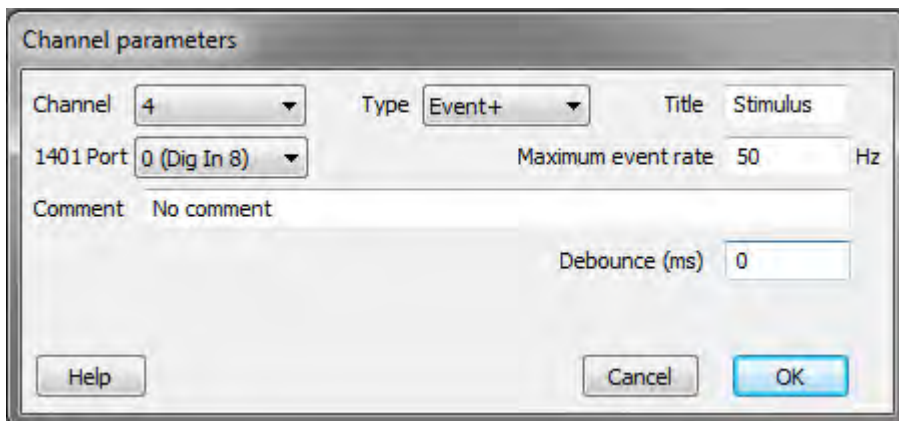 Channel parameters
Channel 4 Type Event+ Title Stimulus
1401 Port 0 (Dig In 8) Maximum event rate 50 Hz
Comment No comment
Debounce (ms) 0
Help Cancel OK